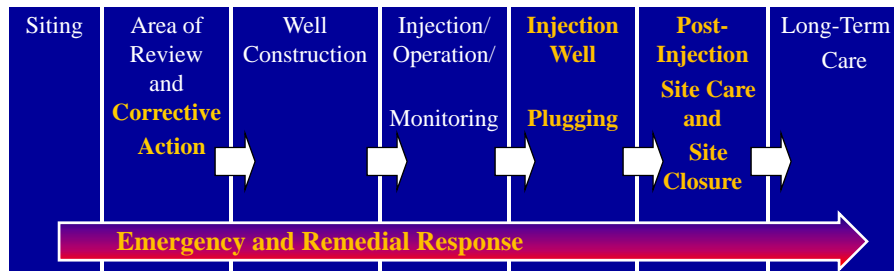 Siting
Area of
Review
and
Corrective
Action
Well
Construction
Injection/
Operation/
Monitoring
Injection
Well
Plugging
Post-
Injection
Site Care
and
Site
Closure
Long-Term
Care
Emergency and Remedial Response